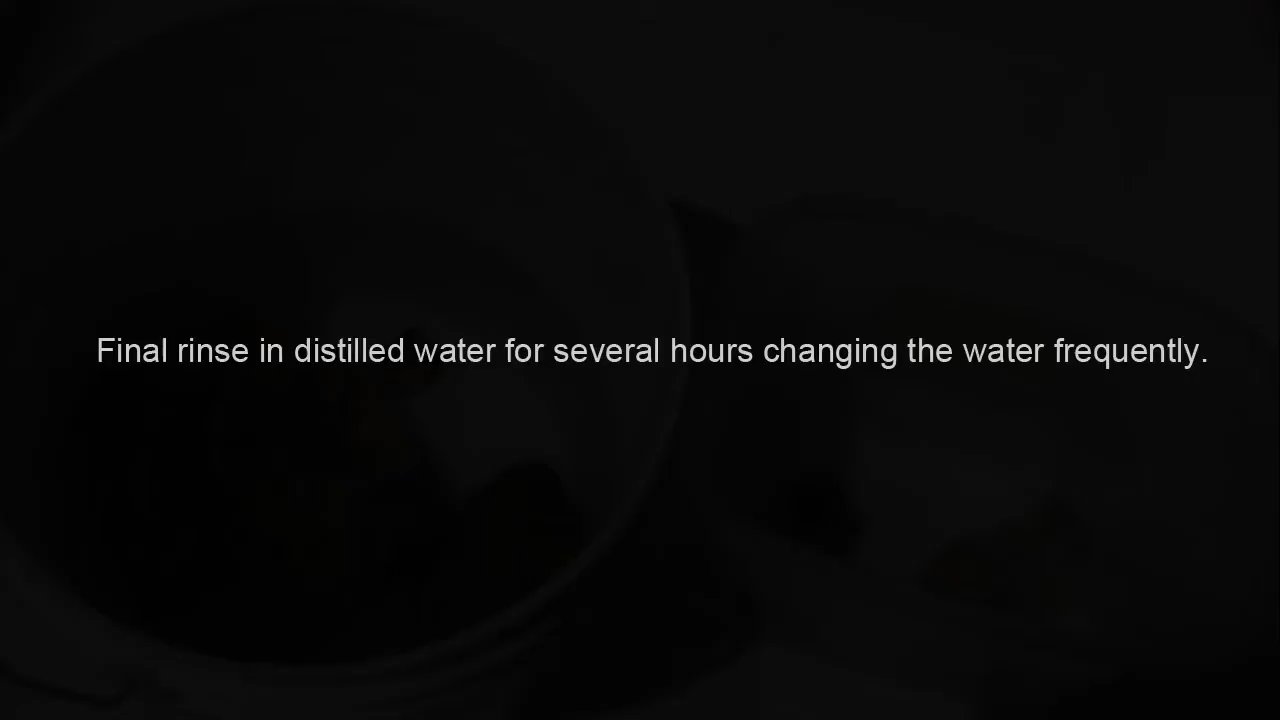 Final rinse in distilled water for several hours changing the water frequently.